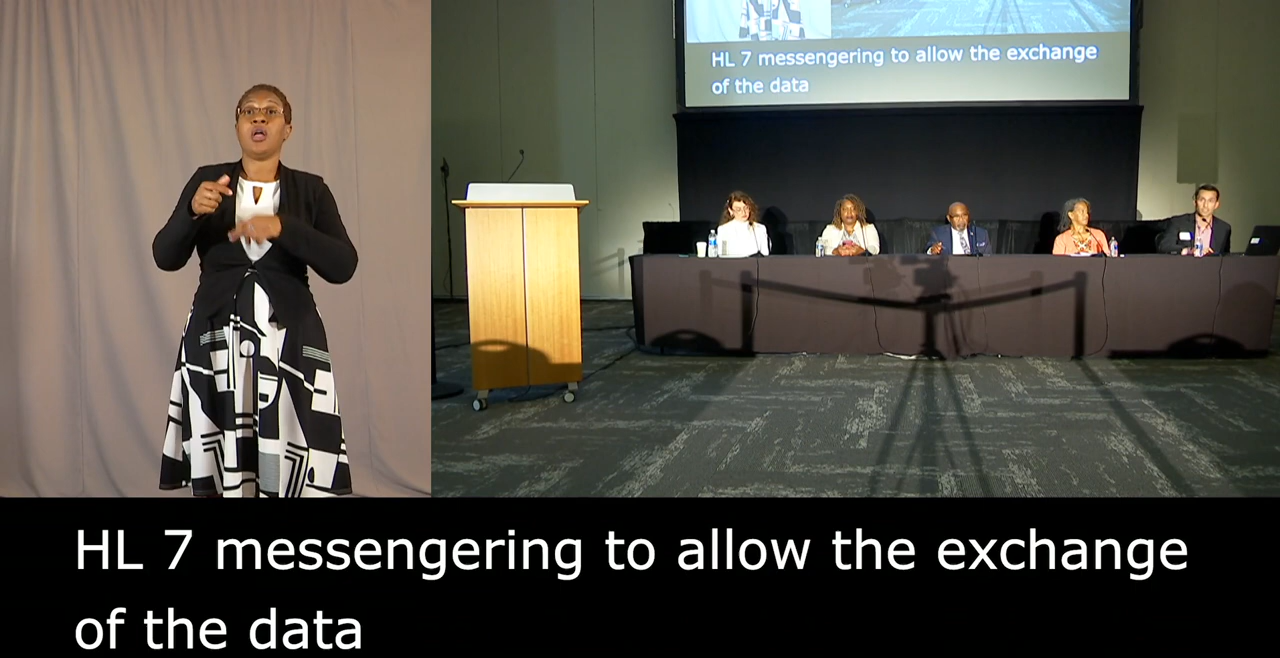 HL 7 messengering to allow the exchange
of the data
HL 7 messengering to allow the exchange
of the data